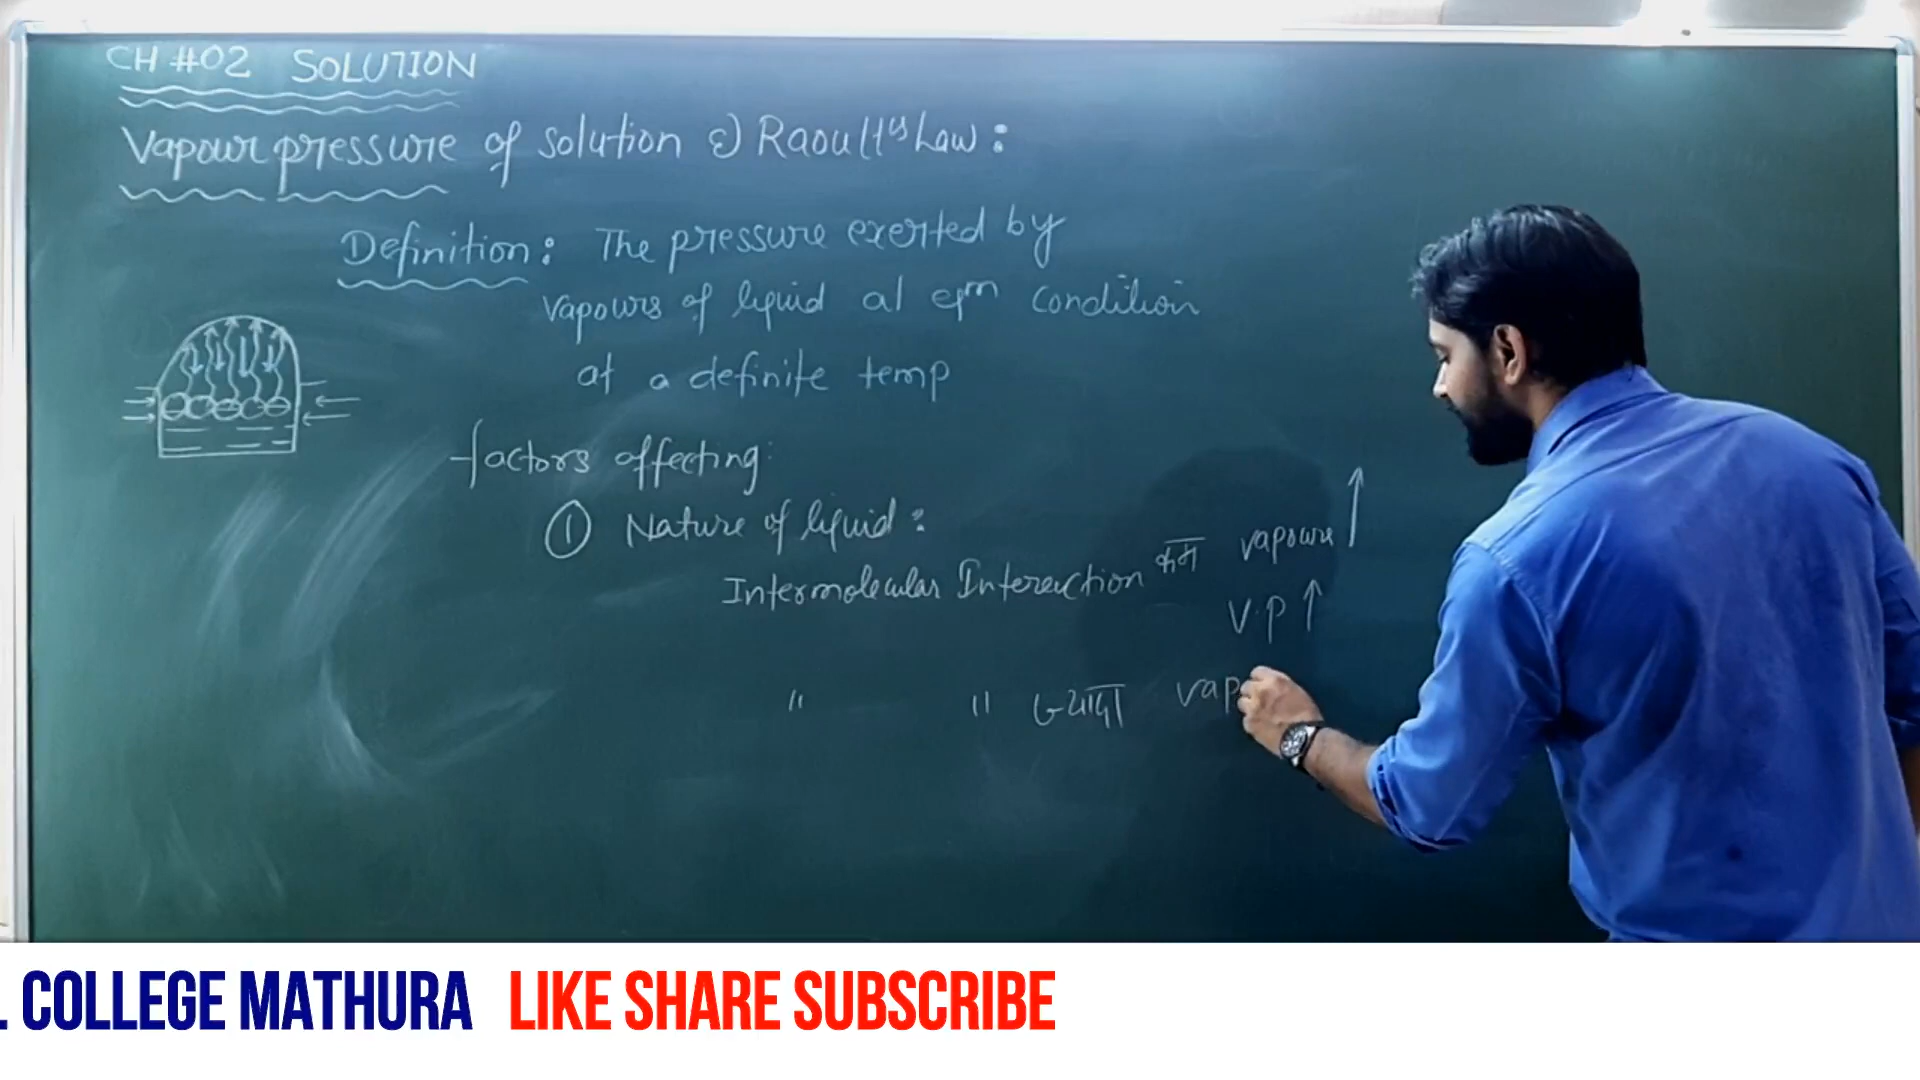 CH #02 SOLUTION
Vapour pressure of solution & Raoult's Law:
Definition: The pressure exerted by
vapours of liquid at eqm condition
at a definite temp
factors affecting:
① Nature of liquid:
Intermolecular Interaction कम vapours ↑
V.P ↑
" " ज्यादा vap
. COLLEGE MATHURA LIKE SHARE SUBSCRIBE